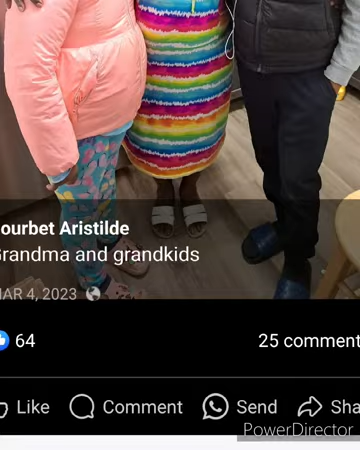 ourbet Aristilde
Grandma and grandkids
MAR 4, 2023
64
25 comment
Like
Comment
Send
Sha
PowerDirector